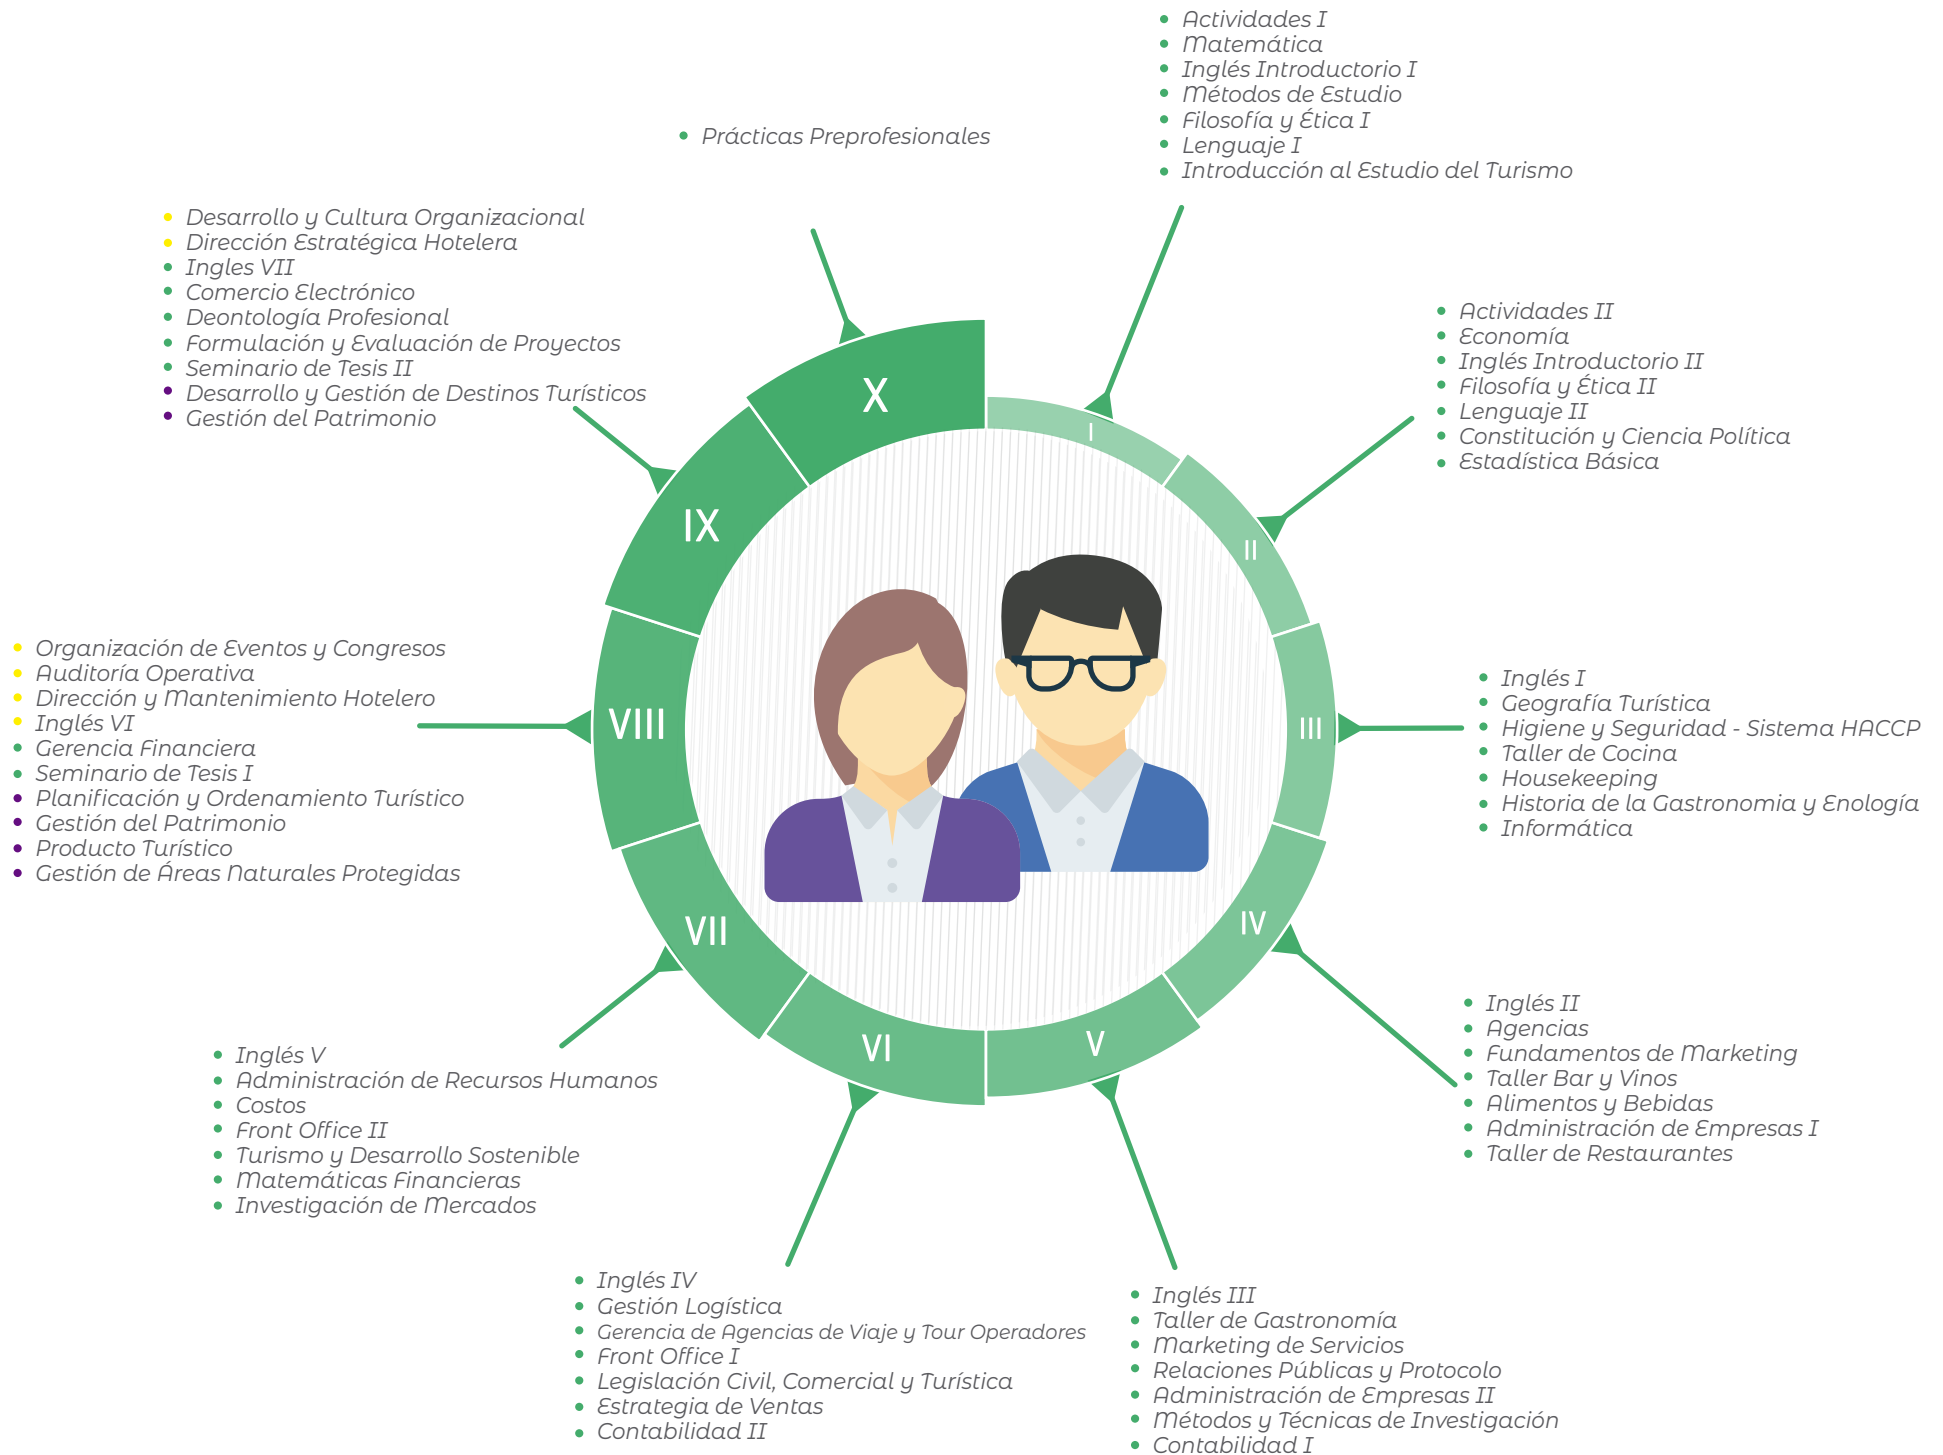 Actividades I
Matemática
Inglés Introductorio I
Métodos de Estudio
Filosofía y Ética I
Lenguaje I
Introducción al Estudio del Turismo
I
Actividades II
Economía
Inglés Introductorio II
Filosofía y Ética II
Lenguaje II
Constitución y Ciencia Política
Estadística Básica
II
Inglés I
Geografía Turística
Higiene y Seguridad - Sistema HACCP
Taller de Cocina
Housekeeping
Historia de la Gastronomia y Enología
Informática
III
Inglés II
Agencias
Fundamentos de Marketing
Taller Bar y Vinos
Alimentos y Bebidas
Administración de Empresas I
Taller de Restaurantes
IV
Inglés III
Taller de Gastronomía
Marketing de Servicios
Relaciones Públicas y Protocolo
Administración de Empresas II
Métodos y Técnicas de Investigación
Contabilidad I
V
Inglés IV
Gestión Logística
Gerencia de Agencias de Viaje y Tour Operadores
Front Office I
Legislación Civil, Comercial y Turística
Estrategia de Ventas
Contabilidad II
VI
Inglés V
Administración de Recursos Humanos
Costos
Front Office II
Turismo y Desarrollo Sostenible
Matemáticas Financieras
Investigación de Mercados
VII
Organización de Eventos y Congresos
Auditoría Operativa
Dirección y Mantenimiento Hotelero
Inglés VI
Gerencia Financiera
Seminario de Tesis I
Planificación y Ordenamiento Turístico
Gestión del Patrimonio
Producto Turístico
Gestión de Áreas Naturales Protegidas
VIII
Desarrollo y Cultura Organizacional
Dirección Estratégica Hotelera
Ingles VII
Comercio Electrónico
Deontología Profesional
Formulación y Evaluación de Proyectos
Seminario de Tesis II
Desarrollo y Gestión de Destinos Turísticos
Gestión del Patrimonio
IX
Prácticas Preprofesionales
X